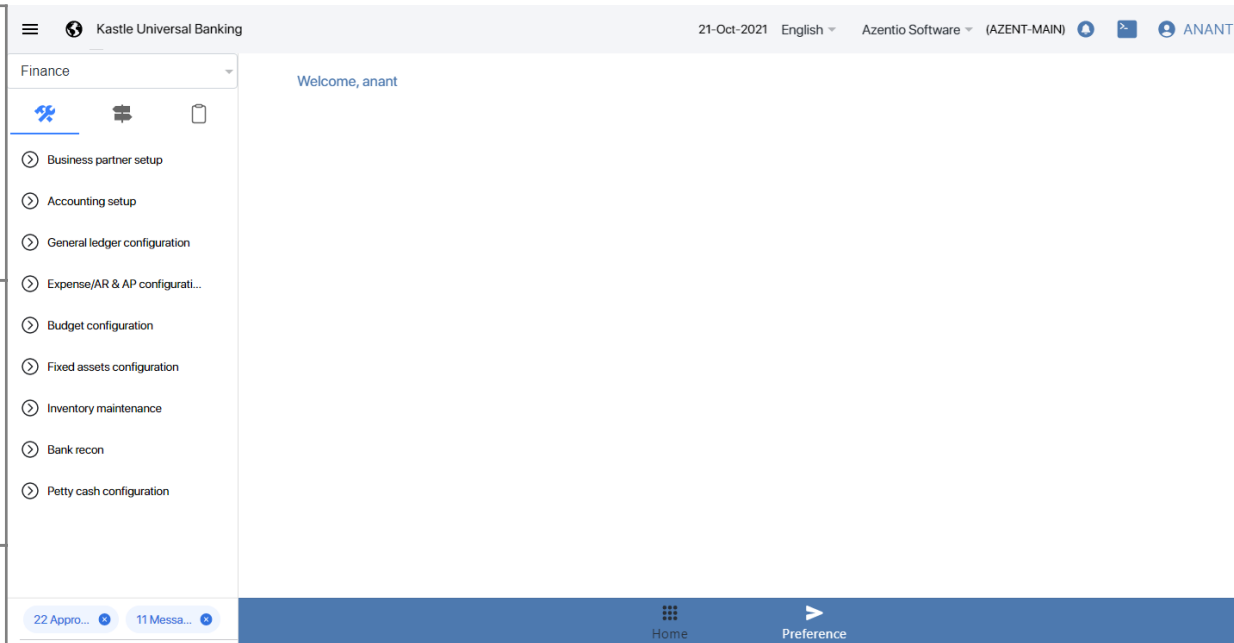 Kastle Universal Banking
21-Oct-2021 English Azentio Software (AZENT-MAIN) >_ ANANT
Finance
Welcome, anant
Business partner setup
Accounting setup
General ledger configuration
Expense/AR & AP configurati...
Budget configuration
Fixed assets configuration
Inventory maintenance
Bank recon
Petty cash configuration
22 Appro... 11 Messa...
Home Preference